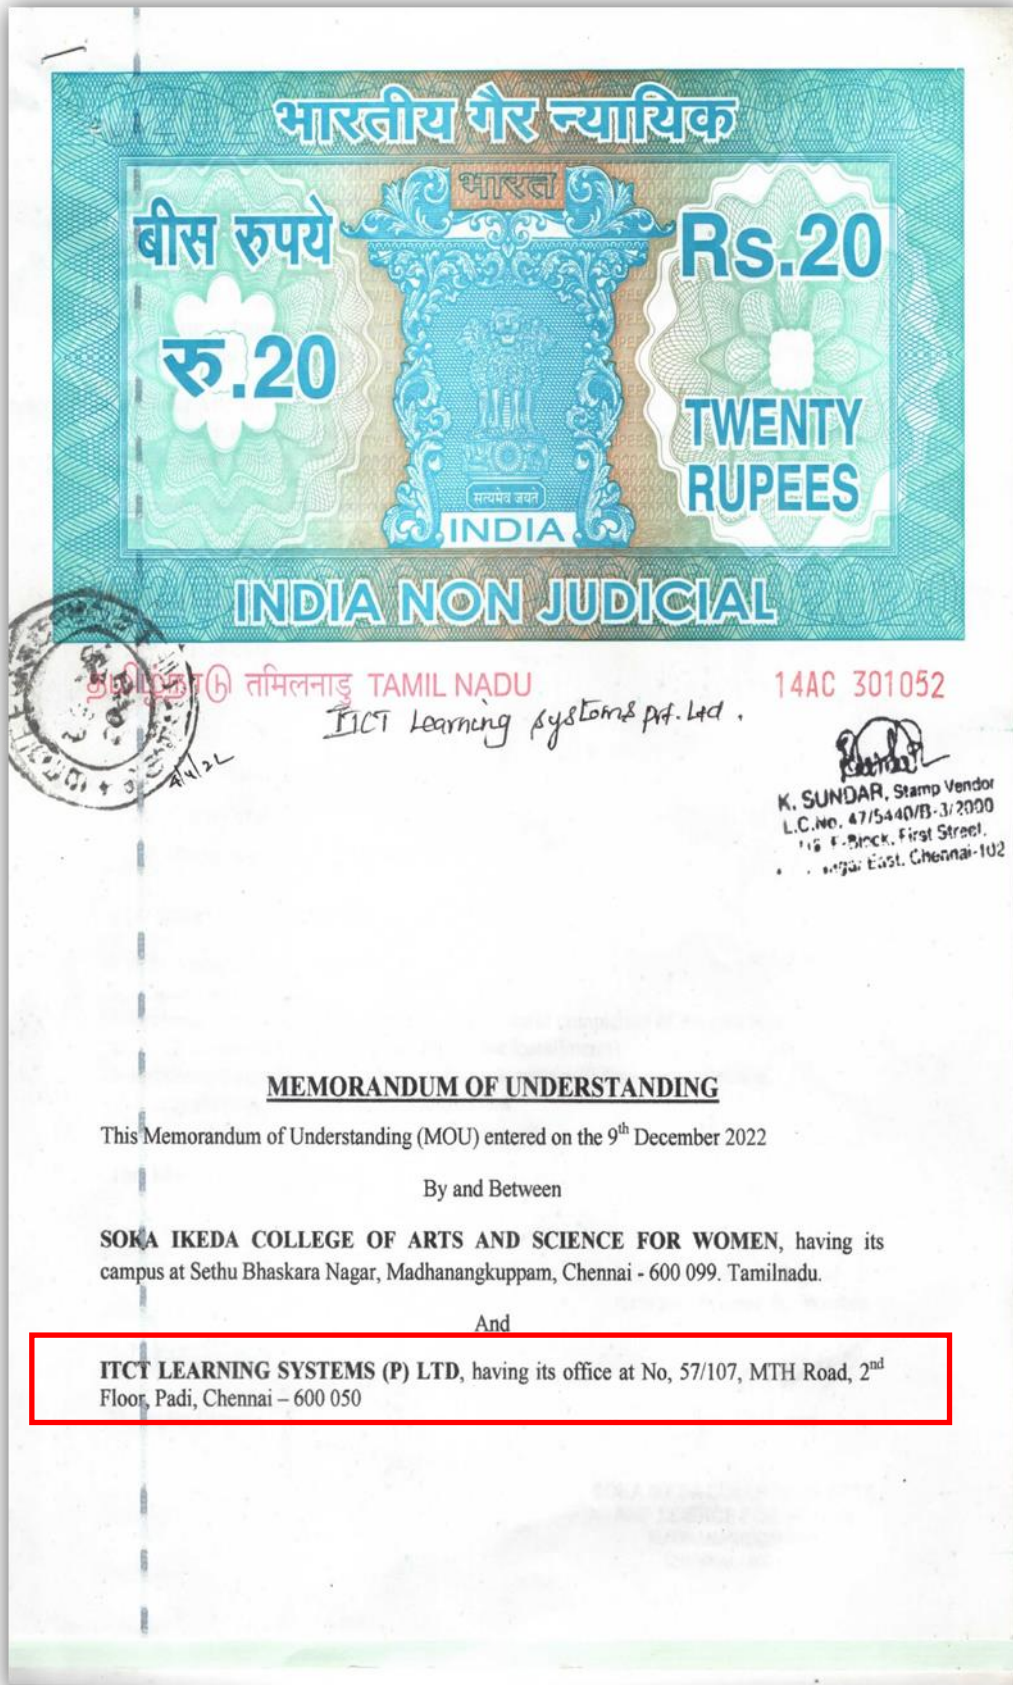 भारतीय गैर न्यायिक
भारत
बीस रुपये
Rs.20
रु.20
TWENTY
RUPEES
सत्यमेव जयते
INDIA
INDIA NON JUDICIAL
தமிழ்நாடு तमिलनाडु TAMIL NADU
14AC 301052
ITCT Learning Systems Pvt. Ltd.
4/4/22
K. SUNDAR, Stamp Vendor
L.C.No. 47/5440/B-3/2000
F-Block, First Street,
East, Chennai-102
MEMORANDUM OF UNDERSTANDING
This Memorandum of Understanding (MOU) entered on the 9th December 2022
By and Between
SOKA IKEDA COLLEGE OF ARTS AND SCIENCE FOR WOMEN, having its
campus at Sethu Bhaskara Nagar, Madhanangkuppam, Chennai - 600 099. Tamilnadu.
And
ITCT LEARNING SYSTEMS (P) LTD, having its office at No, 57/107, MTH Road, 2nd
Floor, Padi, Chennai – 600 050